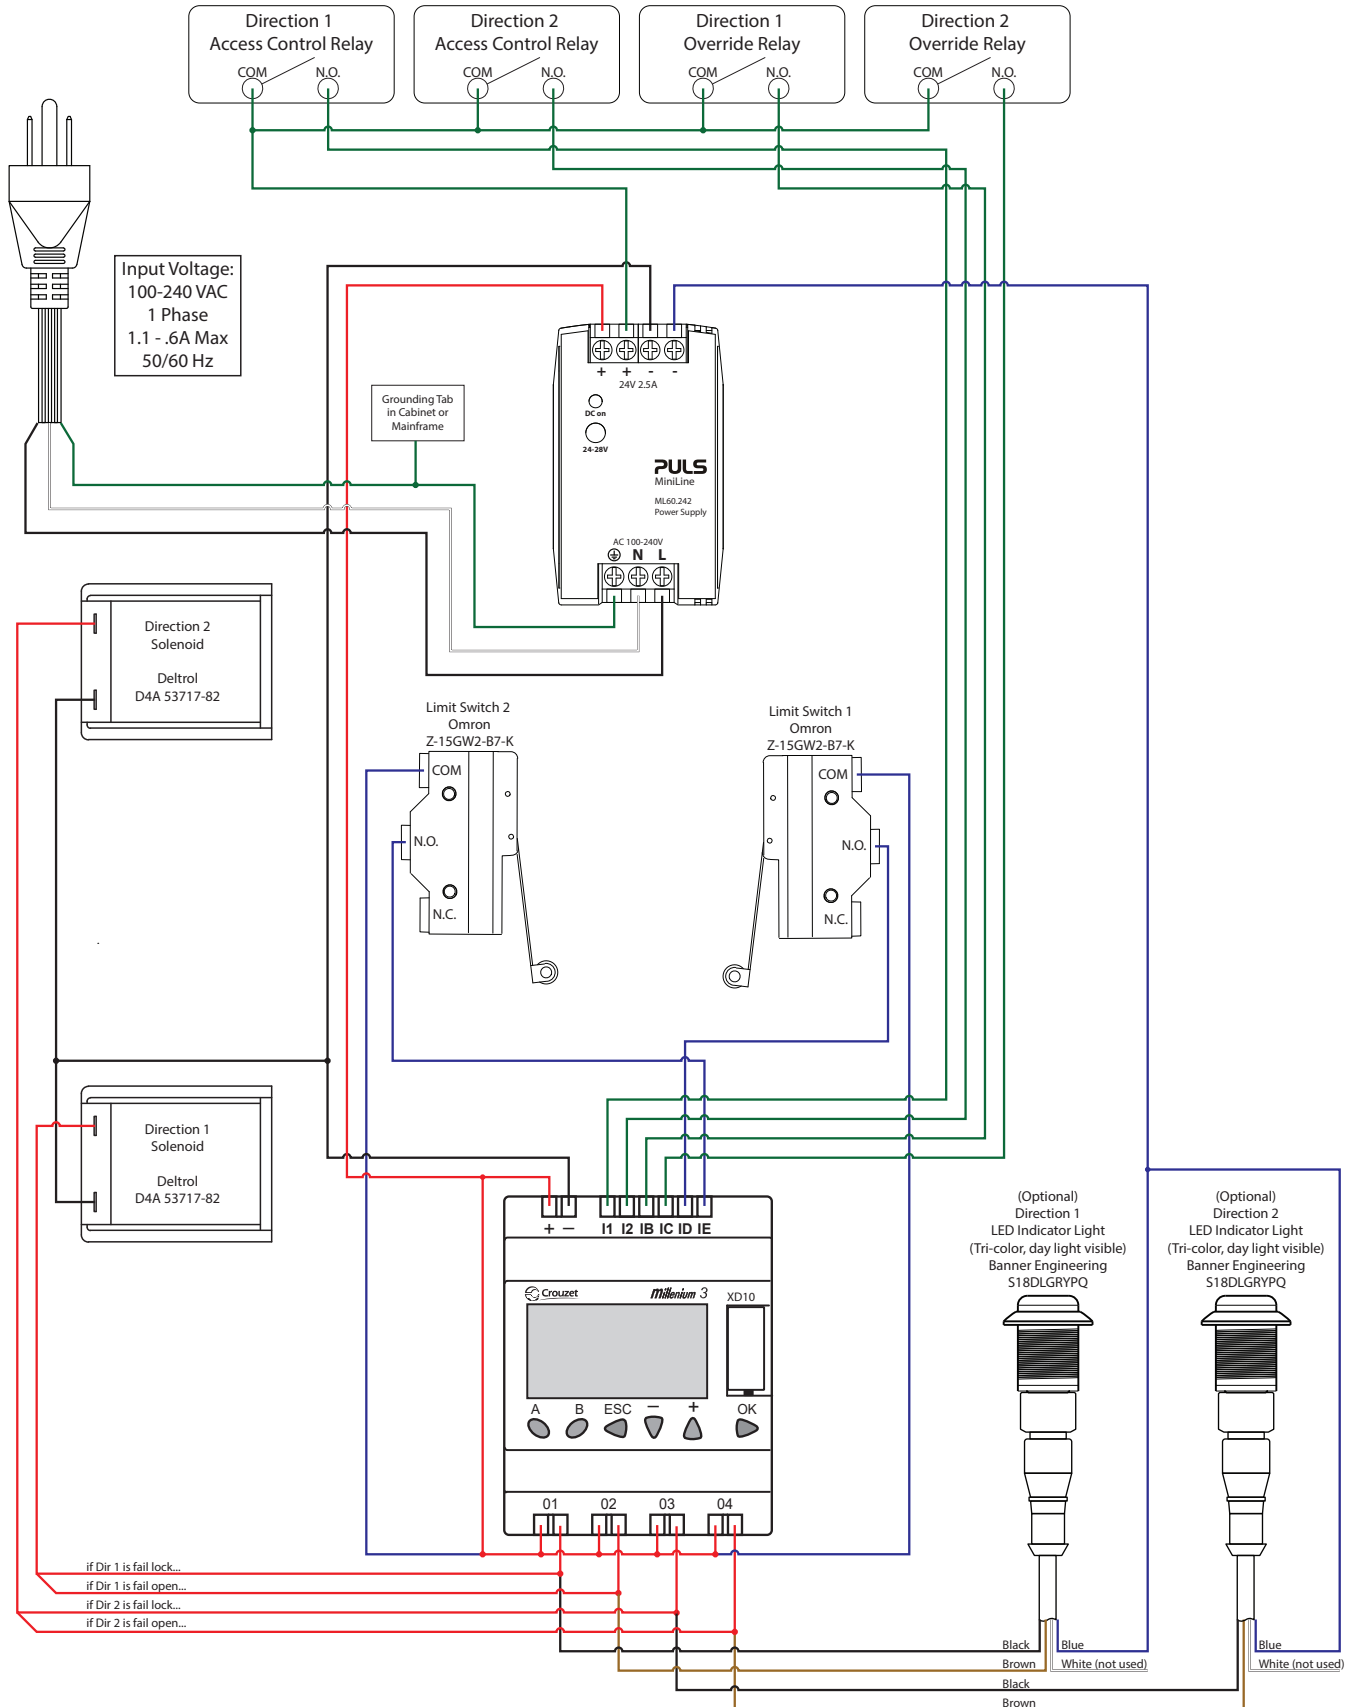 Direction 1
Access Control Relay
COM
N.O.
Direction 2
Access Control Relay
COM
N.O.
Direction 1
Override Relay
COM
N.O.
Direction 2
Override Relay
COM
N.O.
Input Voltage:
100-240 VAC
1 Phase
1.1 - .6A Max
50/60 Hz
Grounding Tab
in Cabinet or
Mainframe
+ + - -
24V 2.5A
DC on
24-28V
PULS
MiniLine
ML60.242
Power Supply
AC 100-240V
N L
Direction 2
Solenoid
Deltrol
D4A 53717-82
Limit Switch 2
Omron
Z-15GW2-B7-K
COM
N.O.
N.C.
Limit Switch 1
Omron
Z-15GW2-B7-K
COM
N.O.
N.C.
Direction 1
Solenoid
Deltrol
D4A 53717-82
+ − I1 I2 IB IC ID IE
Crouzet
Millenium 3
XD10
A B ESC − + OK
01 02 03 04
(Optional)
Direction 1
LED Indicator Light
(Tri-color, day light visible)
Banner Engineering
S18DLGRYPQ
(Optional)
Direction 2
LED Indicator Light
(Tri-color, day light visible)
Banner Engineering
S18DLGRYPQ
if Dir 1 is fail lock...
if Dir 1 is fail open...
if Dir 2 is fail lock...
if Dir 2 is fail open...
Black
Blue
Brown
White (not used)
Black
Brown
Blue
White (not used)